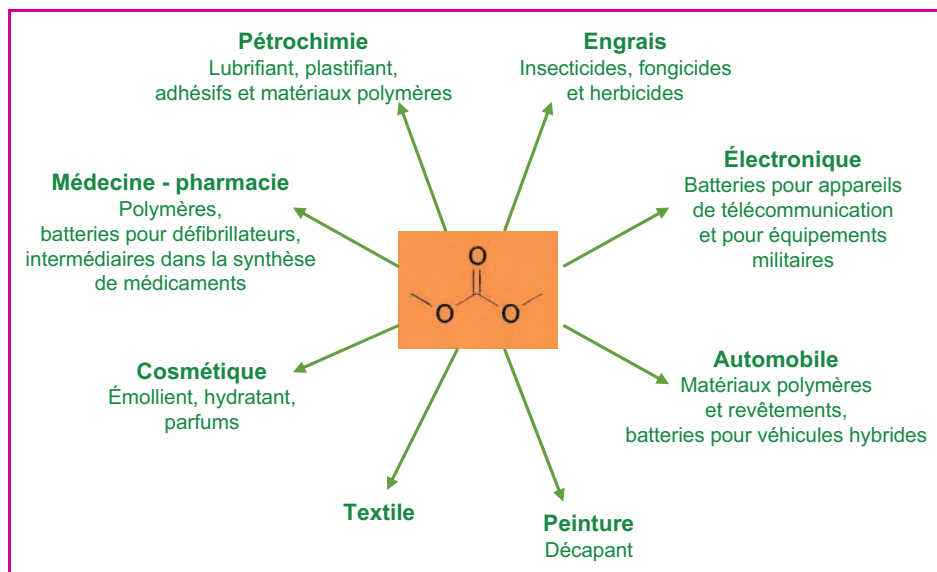 Pétrochimie
Lubrifiant, plastifiant,
adhésifs et matériaux polymères
Engrais
Insecticides, fongicides
et herbicides
Médecine - pharmacie
Polymères,
batteries pour défibrillateurs,
intermédiaires dans la synthèse
de médicaments
Électronique
Batteries pour appareils
de télécommunication
et pour équipements
militaires
O
O
O
Cosmétique
Émollient, hydratant,
parfums
Automobile
Matériaux polymères
et revêtements,
batteries pour véhicules hybrides
Textile
Peinture
Décapant